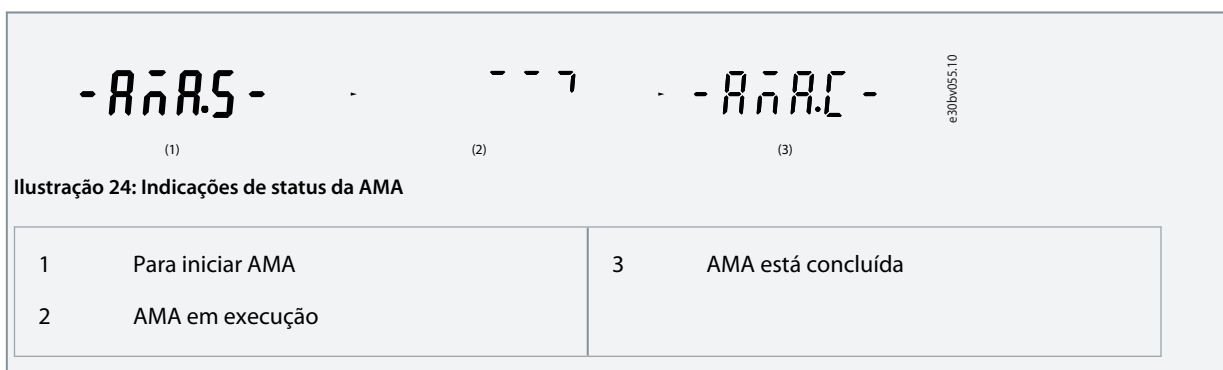 -AMA.S- -AMA.C-
e30bv055.10
(1) (2) (3)
Ilustração 24: Indicações de status da AMA
1 Para iniciar AMA 3 AMA está concluída
2 AMA em execução